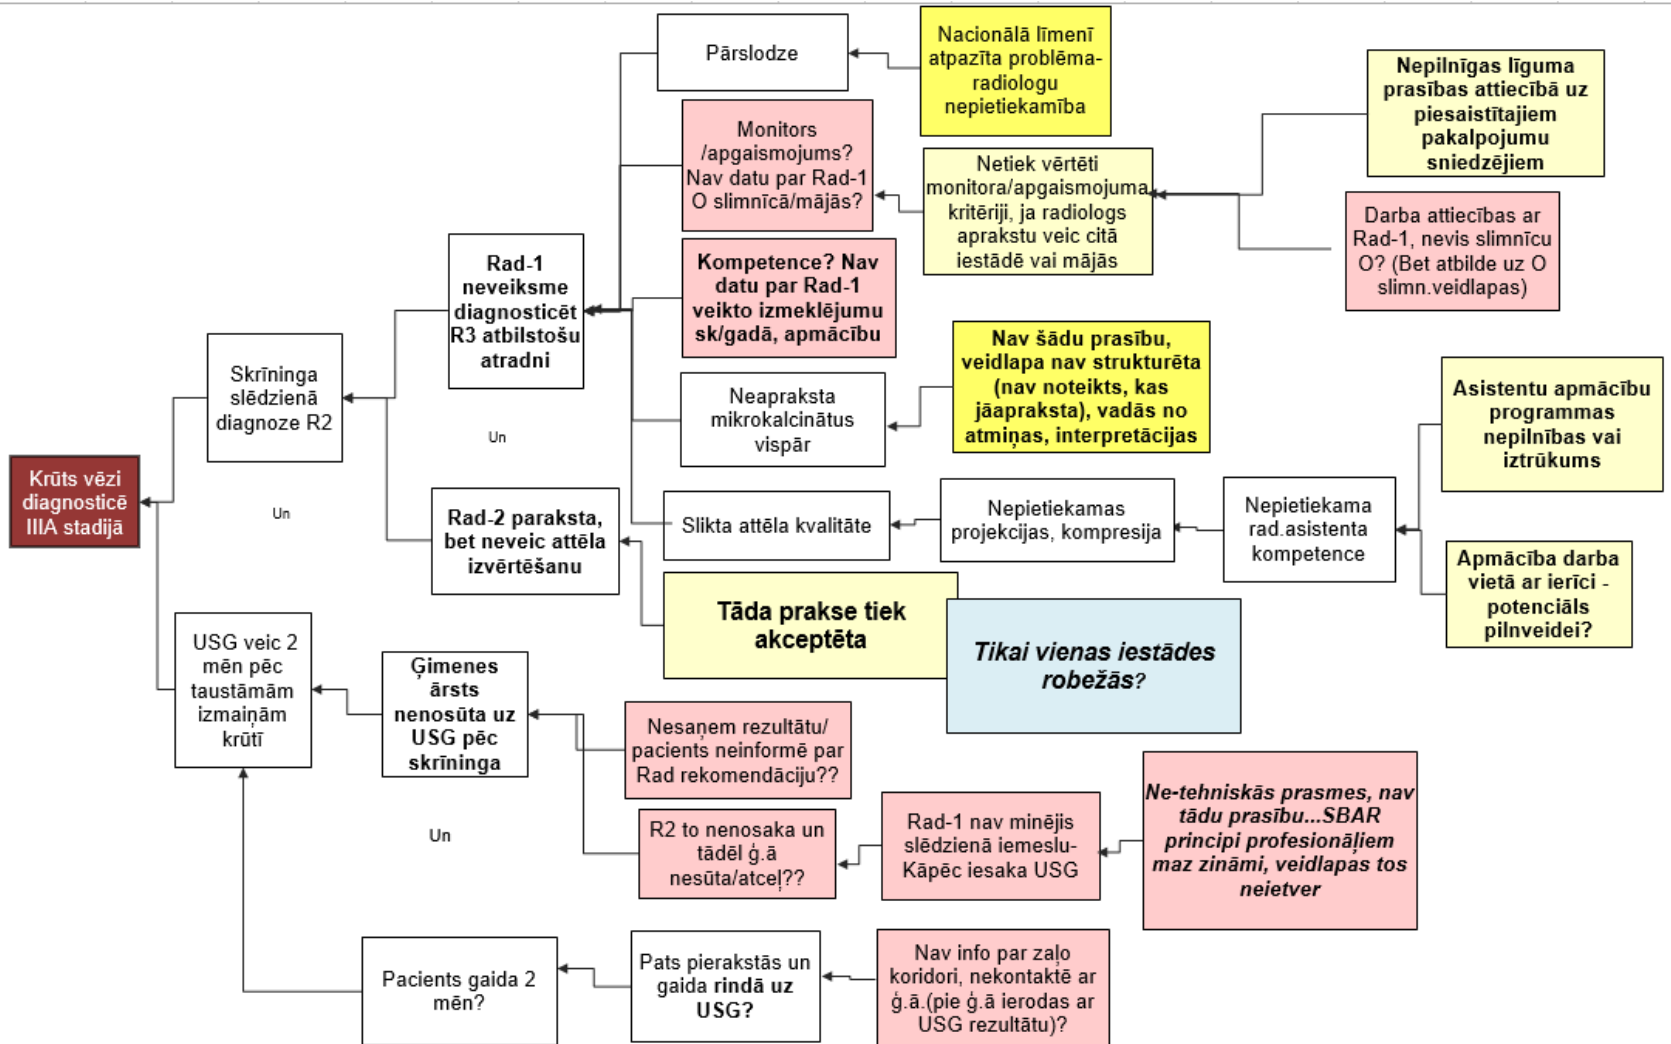 Pārslodze
Nacionālā līmenī
atpazīta problēma-
radiologu
nepietiekamība
Nepilnīgas līguma
prasības attiecībā uz
piesaistītajiem
pakalpojumu
sniedzējiem
Monitors
/apgaismojums?
Nav datu par Rad-1
O slimnīcā/mājās?
Netiek vērtēti
monitora/apgaismojuma
kritēriji, ja radiologs
aprakstu veic citā
iestādē vai mājās
Darba attiecības ar
Rad-1, nevis slimnīcu
O? (Bet atbilde uz O
slimn.veidlapas)
Rad-1
neveiksme
diagnosticēt
R3 atbilstošu
atradni
Kompetence? Nav
datu par Rad-1
veikto izmeklējumu
sk/gadā, apmācību
Skrīninga
slēdzienā
diagnoze R2
Neapraksta
mikrokalcinātus
vispār
Nav šādu prasību,
veidlapa nav strukturēta
(nav noteikts, kas
jāapraksta), vadās no
atmiņas, interpretācijas
Asistentu apmācību
programmas
nepilnības vai
iztrūkums
Un
Krūts vēzi
diagnosticē
IIIA stadijā
Un
Rad-2 paraksta,
bet neveic attēla
izvērtēšanu
Slikta attēla kvalitāte
Nepietiekamas
projekcijas, kompresija
Nepietiekama
rad.asistenta
kompetence
Apmācība darba
vietā ar ierīci -
potenciāls
pilnveidei?
Tāda prakse tiek
akceptēta
Tikai vienas iestādes
robežās?
USG veic 2
mēn pēc
taustāmām
izmaiņām
krūtī
Ģimenes
ārsts
nenosūta uz
USG pēc
skrīninga
Nesaņem rezultātu/
pacients neinformē par
Rad rekomendāciju??
Un
R2 to nenosaka un
tādēļ ģ.ā
nesūta/atceļ??
Rad-1 nav minējis
slēdzienā iemeslu-
Kāpēc iesaka USG
Ne-tehniskās prasmes, nav
tādu prasību...SBAR
principi profesionāļiem
maz zināmi, veidlapas tos
neietver
Pacients gaida 2
mēn?
Pats pierakstās un
gaida rindā uz
USG?
Nav info par zaļo
koridori, nekontaktē ar
ģ.ā.(pie ģ.ā ierodas ar
USG rezultātu)?